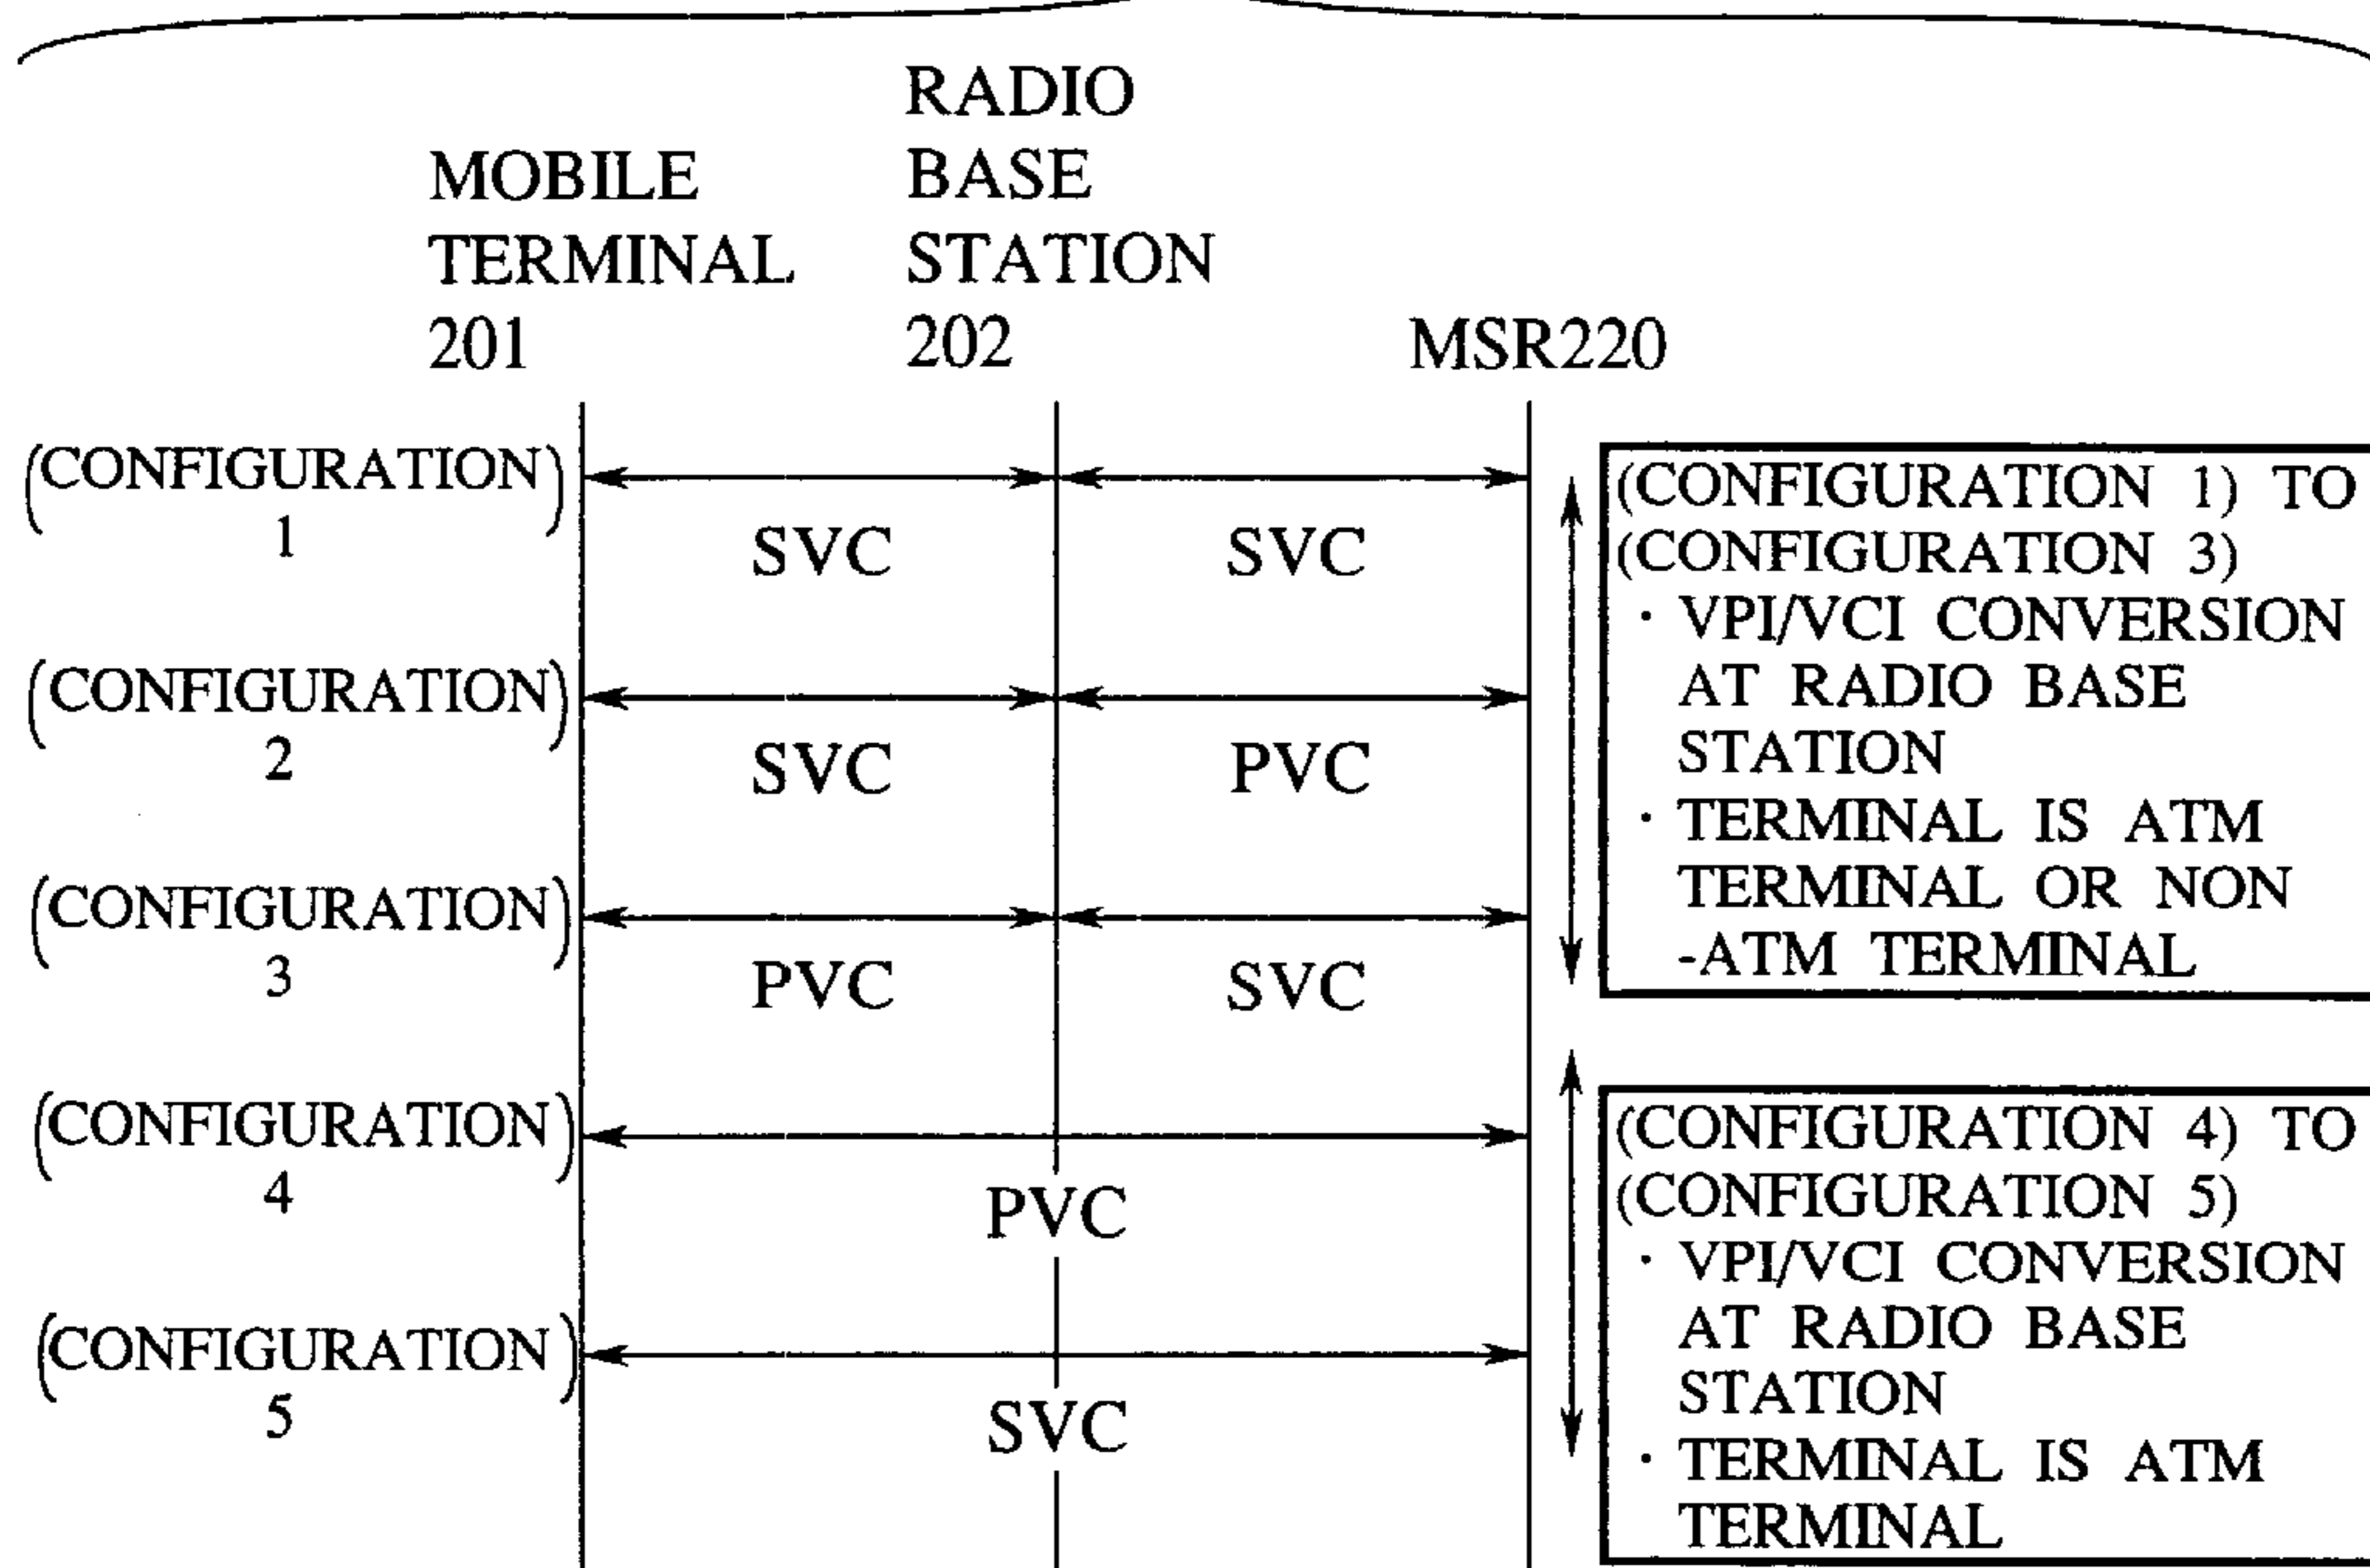 MOBILE
TERMINAL
201
RADIO
BASE
STATION
202
MSR220
(CONFIGURATION)
1
SVC
SVC
(CONFIGURATION)
2
SVC
PVC
(CONFIGURATION)
3
PVC
SVC
(CONFIGURATION)
4
PVC
(CONFIGURATION)
5
SVC
(CONFIGURATION 1) TO
(CONFIGURATION 3)
· VPI/VCI CONVERSION
AT RADIO BASE
STATION
· TERMINAL IS ATM
TERMINAL OR NON
-ATM TERMINAL
(CONFIGURATION 4) TO
(CONFIGURATION 5)
· VPI/VCI CONVERSION
AT RADIO BASE
STATION
· TERMINAL IS ATM
TERMINAL